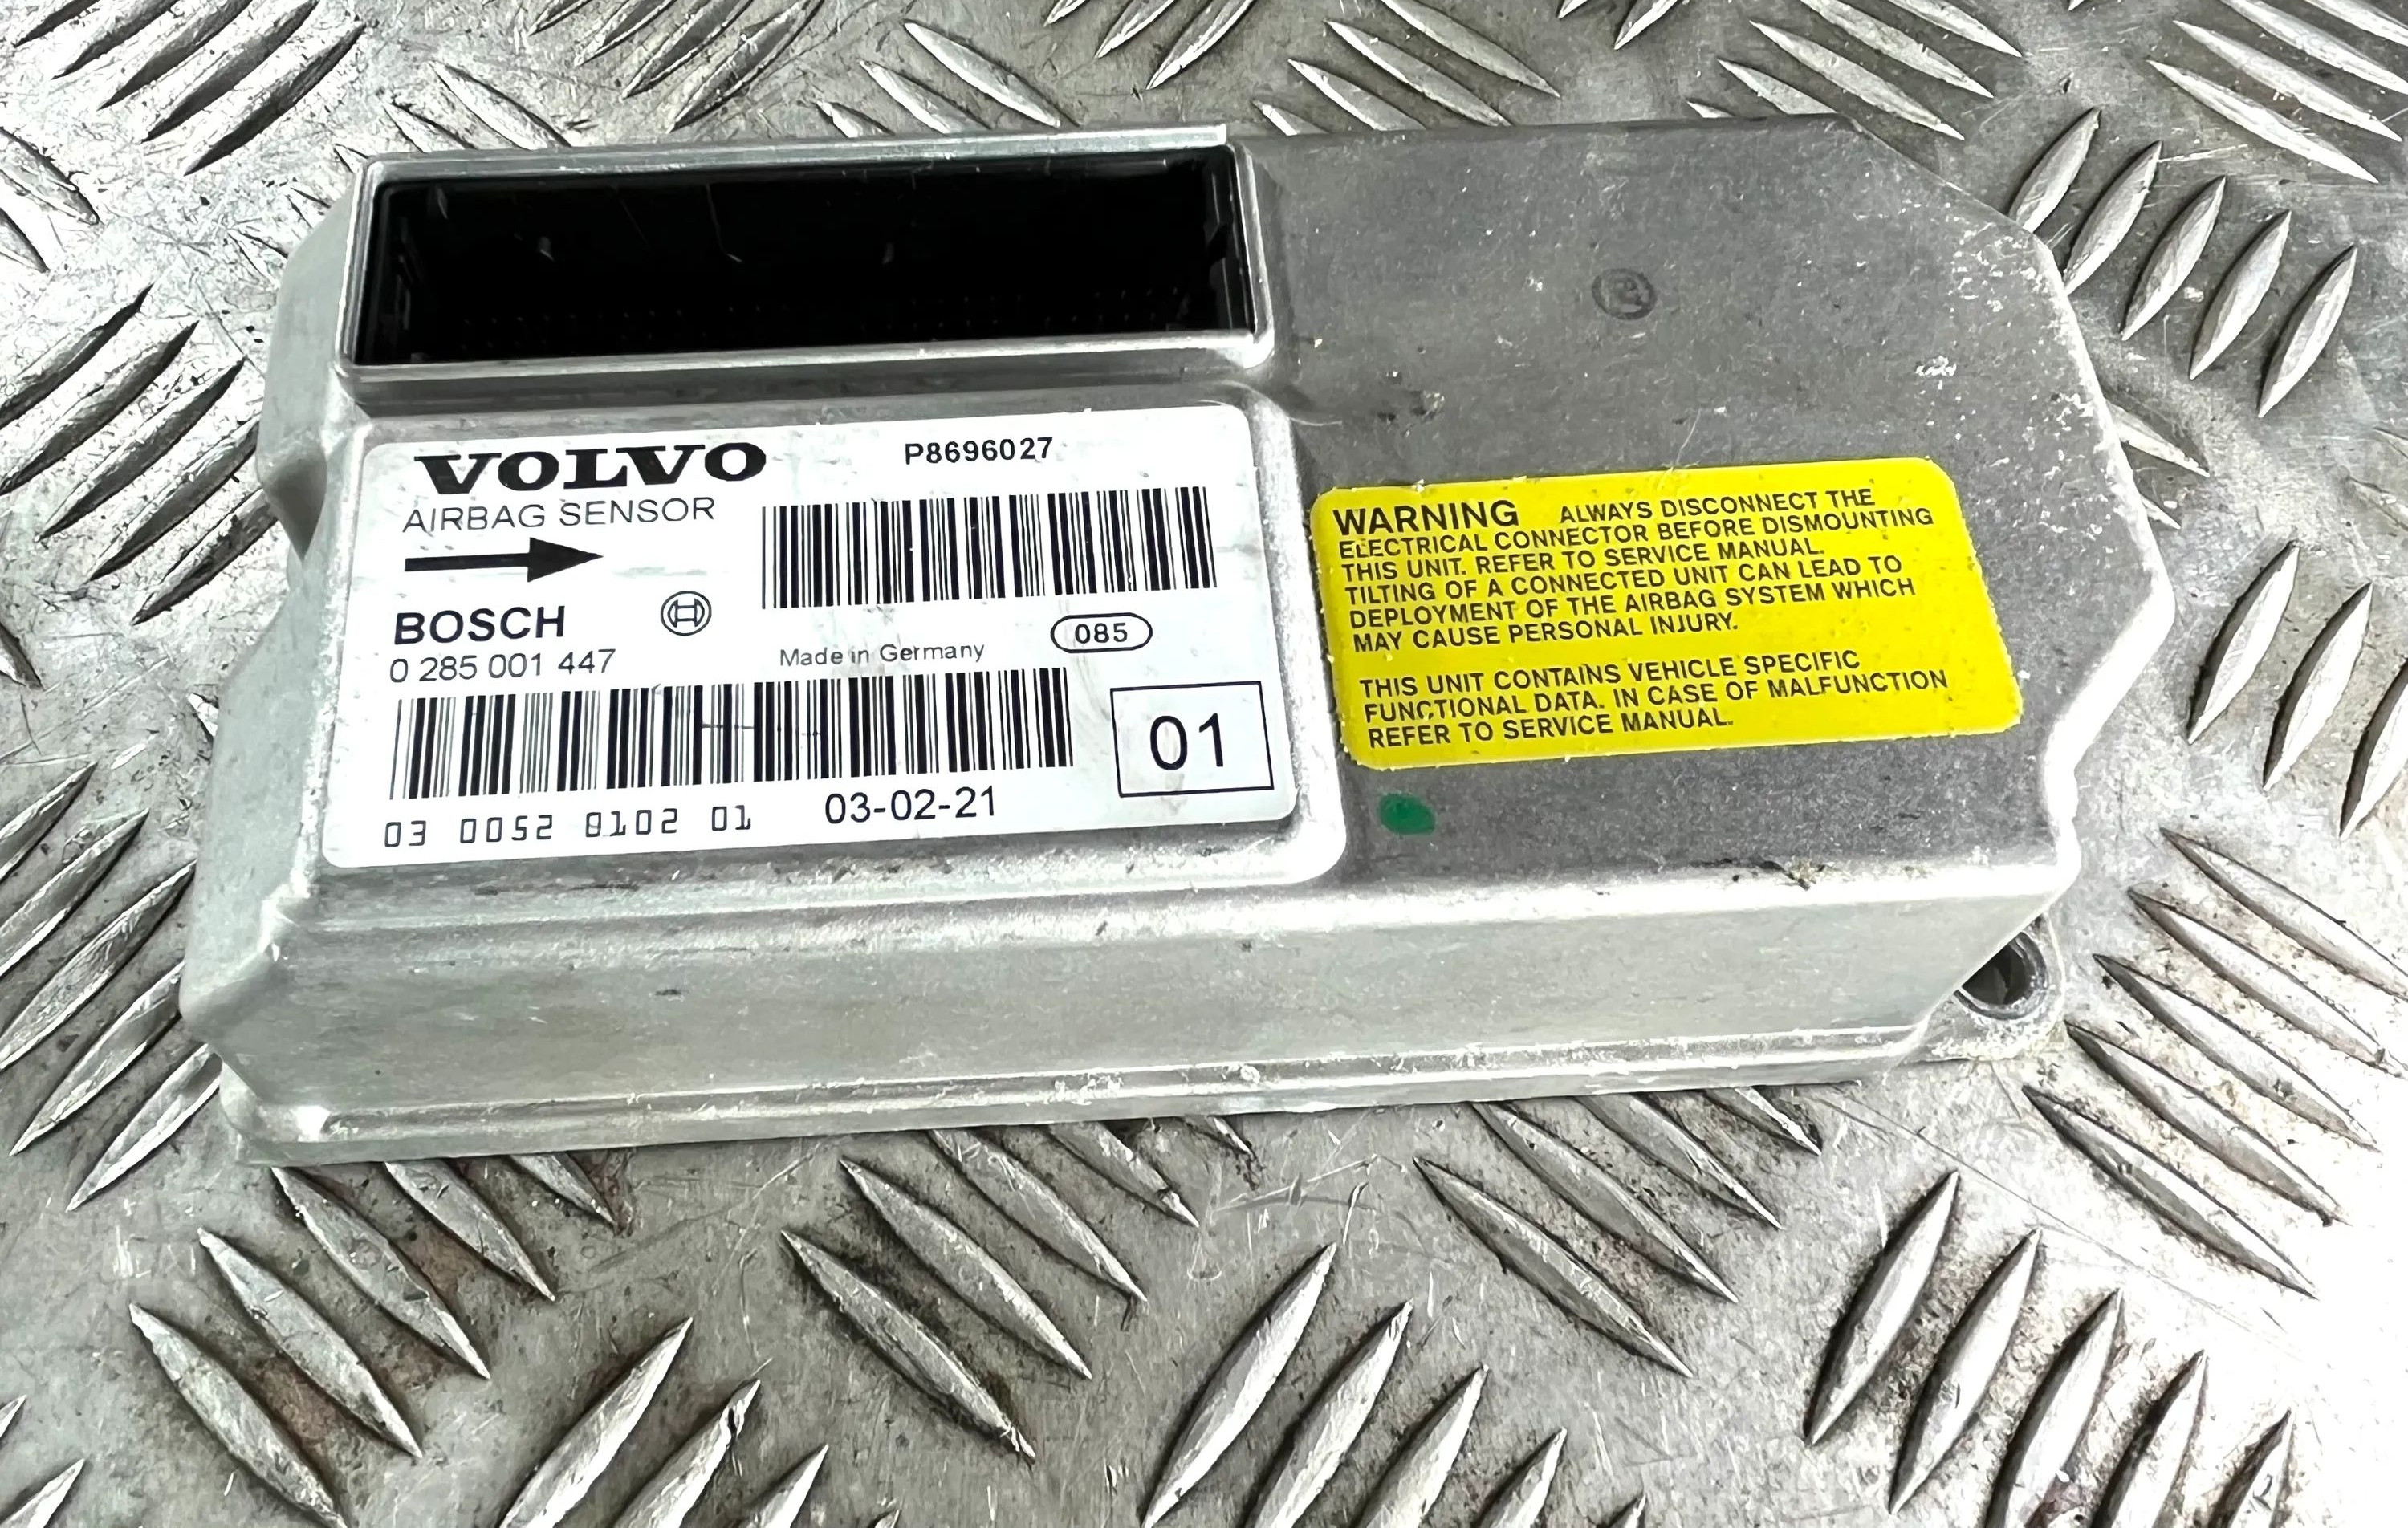 VOLVO
P8696027
AIRBAG SENSOR
BOSCH
0 285 001 447
Made in Germany
085
01
03 0052 0102 01
03-02-21
WARNING ALWAYS DISCONNECT THE
ELECTRICAL CONNECTOR BEFORE DISMOUNTING
THIS UNIT. REFER TO SERVICE MANUAL.
TILTING OF A CONNECTED UNIT CAN LEAD TO
DEPLOYMENT OF THE AIRBAG SYSTEM WHICH
MAY CAUSE PERSONAL INJURY.
THIS UNIT CONTAINS VEHICLE SPECIFIC
FUNCTIONAL DATA. IN CASE OF MALFUNCTION
REFER TO SERVICE MANUAL.